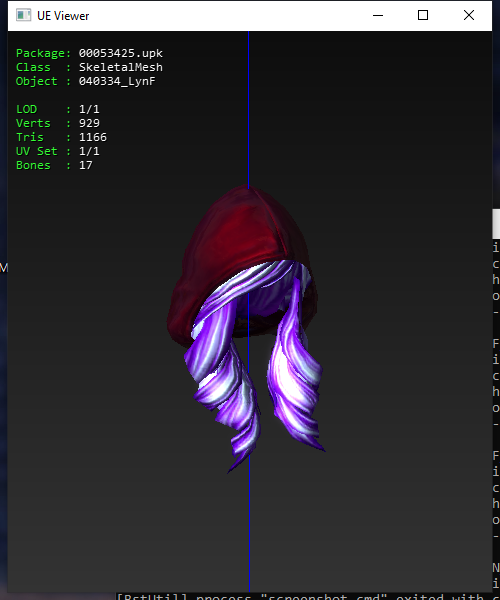 UE Viewer
Package: 00053425.upk
Class : SkeletalMesh
Object : 040334_LynF
LOD : 1/1
Verts : 929
Tris : 1166
UV Set : 1/1
Bones : 17
M
i
c
h
o
-
F
i
c
h
o
-
F
i
c
h
o
-
N
i
[BstUtil] process "screenshot.cmd" exited with c